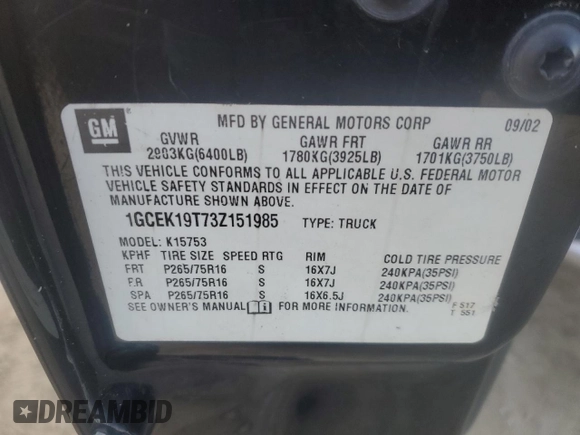 GM
MFD BY GENERAL MOTORS CORP 09/02
GVWR GAWR FRT GAWR RR
2903KG(6400LB) 1780KG(3925LB) 1701KG(3750LB)
THIS VEHICLE CONFORMS TO ALL APPLICABLE U.S. FEDERAL MOTOR
VEHICLE SAFETY STANDARDS IN EFFECT ON THE DATE OF
MANUFACTURE SHOWN ABOVE.
1GCEK19T73Z151985 TYPE: TRUCK
MODEL: K15753
KPHF TIRE SIZE SPEED RTG RIM COLD TIRE PRESSURE
FRT P265/75R16 S 16X7J 240KPA(35PSI)
RR P265/75R16 S 16X7J 240KPA(35PSI)
SPA P265/75R16 S 16X6.5J 240KPA(35PSI)
SEE OWNER'S MANUAL FOR MORE INFORMATION.
F 517
T 551
DREAMBID